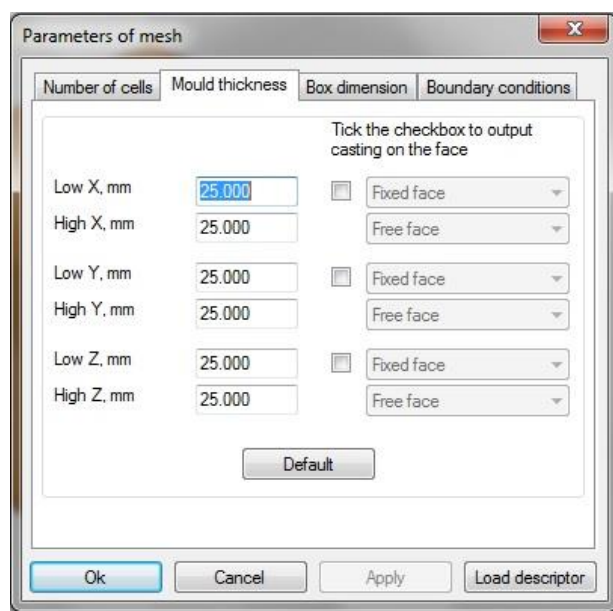 Parameters of mesh
Number of cells Mould thickness Box dimension Boundary conditions
Tick the checkbox to output
casting on the face
Low X, mm 25.000 Fixed face
High X, mm 25.000 Free face
Low Y, mm 25.000 Fixed face
High Y, mm 25.000 Free face
Low Z, mm 25.000 Fixed face
High Z, mm 25.000 Free face
Default
Ok Cancel Apply Load descriptor